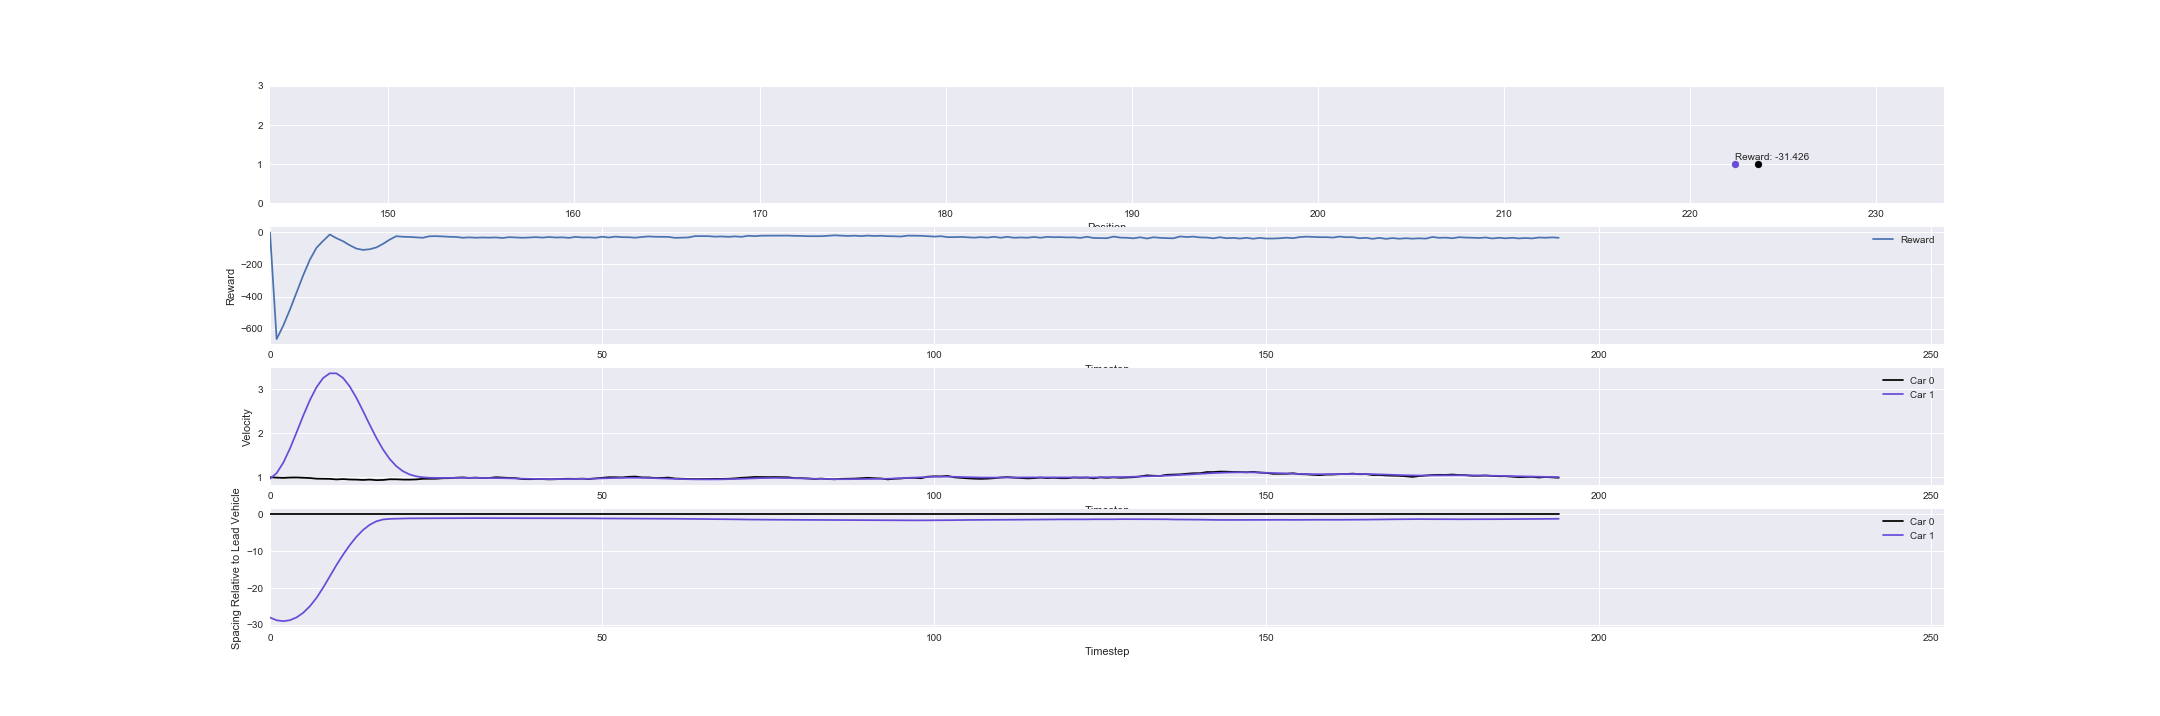 3
2
1
0
Reward: -31.426
150 160 170 180 190 200 210 220 230
Position
0
−200
−400
−600
Reward
Reward
0 50 100 150 200 250
Timestep
3
2
1
Velocity
Car 0
Car 1
0 50 100 150 200 250
Timestep
0
−10
−20
−30
Spacing Relative to Lead Vehicle
Car 0
Car 1
0 50 100 150 200 250
Timestep